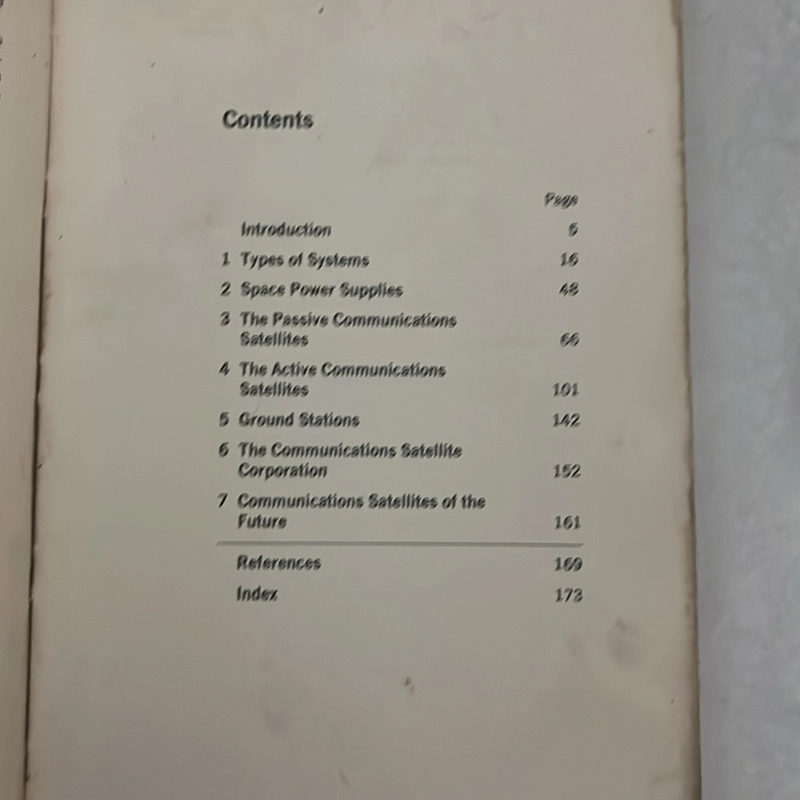 Contents
Page
Introduction
1 Types of Systems
2 Space Power Supplies 48
3 The Passive Communications
Satellites 66
4 The Active Communications
Satellites 101
5 Ground Stations 142
6 The Communications Satellite
Corporation 152
7 Communications Satellites of the
Future 161
References 169
Index 173